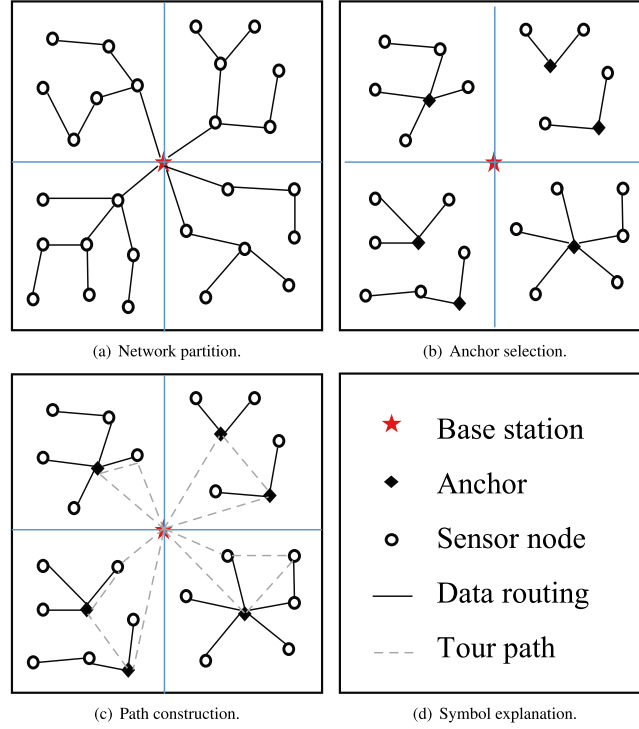 (a) Network partition.
(b) Anchor selection.
Base station
Anchor
Sensor node
Data routing
Tour path
(c) Path construction.
(d) Symbol explanation.